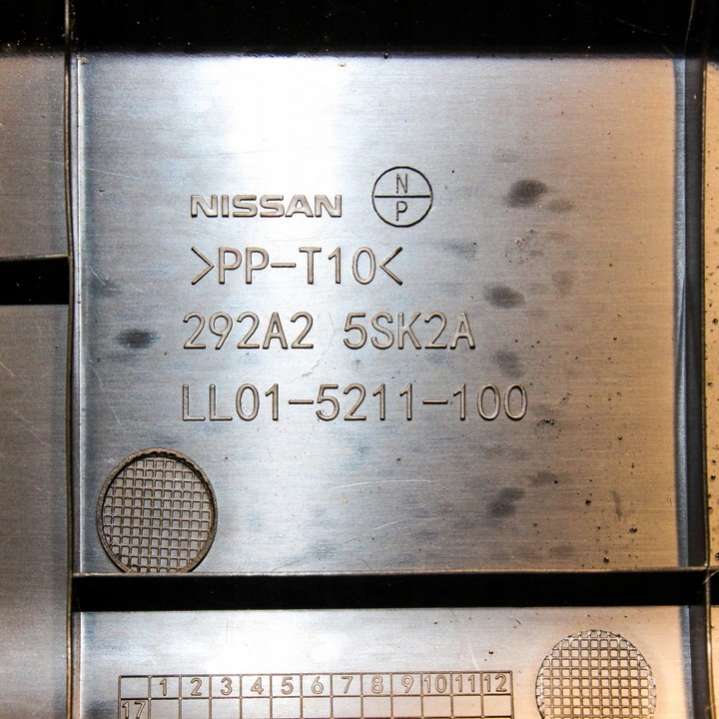 NISSAN N P
>PP-T10<
292A2 5SK2A
LL01-5211-100
1 2 3 4 5 6 7 8 9 10 11 12
17